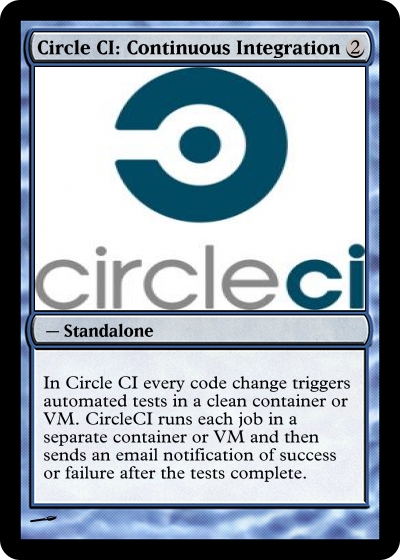 Circle CI: Continuous Integration 2
circleci
— Standalone
In Circle CI every code change triggers
automated tests in a clean container or
VM. CircleCI runs each job in a
separate container or VM and then
sends an email notification of success
or failure after the tests complete.